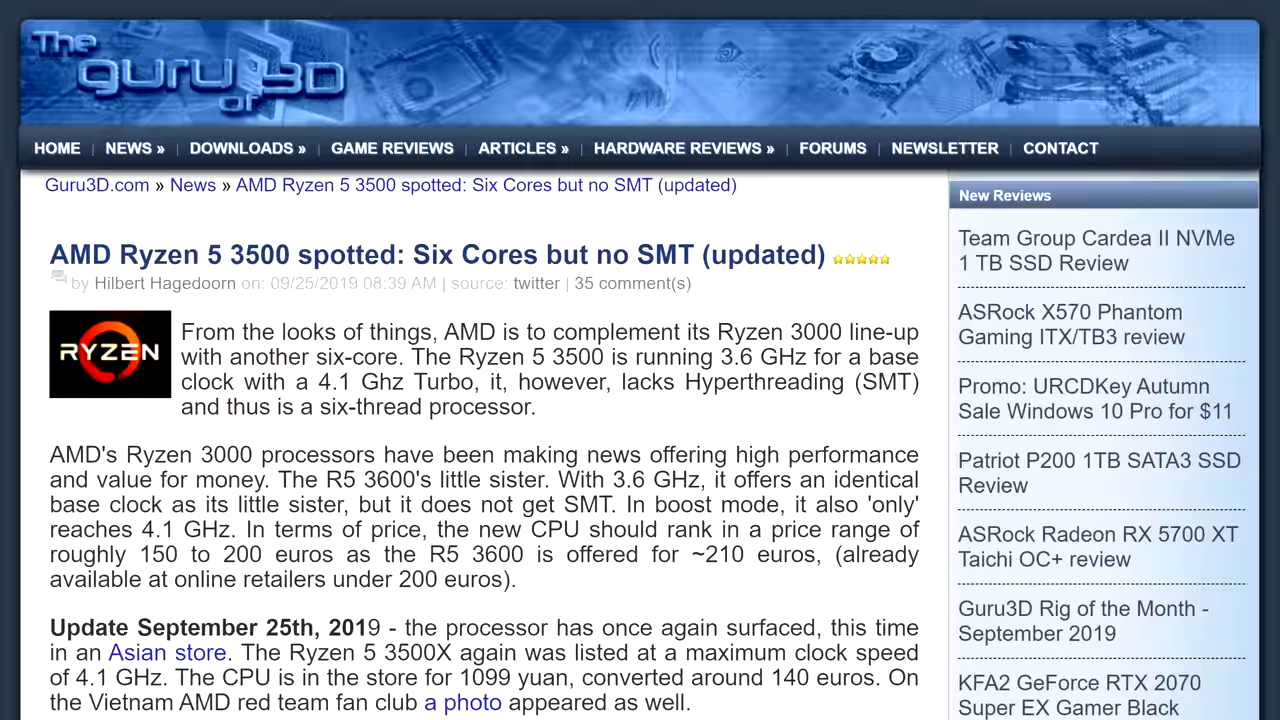 The
guru of 3D
HOME | NEWS » | DOWNLOADS » | GAME REVIEWS | ARTICLES » | HARDWARE REVIEWS » | FORUMS | NEWSLETTER | CONTACT
Guru3D.com » News » AMD Ryzen 5 3500 spotted: Six Cores but no SMT (updated)
AMD Ryzen 5 3500 spotted: Six Cores but no SMT (updated)
by Hilbert Hagedoorn on: 09/25/2019 08:39 AM | source: twitter | 35 comment(s)
RYZEN
From the looks of things, AMD is to complement its Ryzen 3000 line-up
with another six-core. The Ryzen 5 3500 is running 3.6 GHz for a base
clock with a 4.1 Ghz Turbo, it, however, lacks Hyperthreading (SMT)
and thus is a six-thread processor.
AMD's Ryzen 3000 processors have been making news offering high performance
and value for money. The R5 3600's little sister. With 3.6 GHz, it offers an identical
base clock as its little sister, but it does not get SMT. In boost mode, it also 'only'
reaches 4.1 GHz. In terms of price, the new CPU should rank in a price range of
roughly 150 to 200 euros as the R5 3600 is offered for ~210 euros, (already
available at online retailers under 200 euros).
Update September 25th, 2019 - the processor has once again surfaced, this time
in an Asian store. The Ryzen 5 3500X again was listed at a maximum clock speed
of 4.1 GHz. The CPU is in the store for 1099 yuan, converted around 140 euros. On
the Vietnam AMD red team fan club a photo appeared as well.
New Reviews
Team Group Cardea II NVMe
1 TB SSD Review
ASRock X570 Phantom
Gaming ITX/TB3 review
Promo: URCDKey Autumn
Sale Windows 10 Pro for $11
Patriot P200 1TB SATA3 SSD
Review
ASRock Radeon RX 5700 XT
Taichi OC+ review
Guru3D Rig of the Month -
September 2019
KFA2 GeForce RTX 2070
Super EX Gamer Black